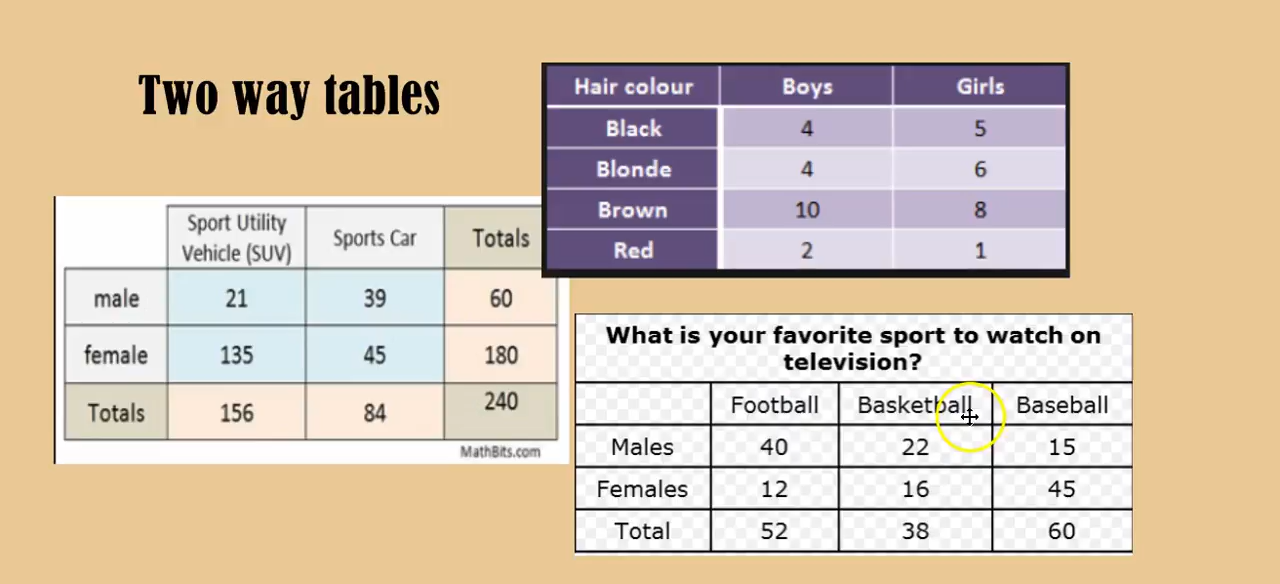 Two way tables
Hair colour Boys Girls
Black 4 5
Blonde 4 6
Brown 10 8
Red 2 1
Sport Utility
Vehicle (SUV) Sports Car Totals
male 21 39 60
female 135 45 180
Totals 156 84 240
MathBits.com
What is your favorite sport to watch on
television?
Football Basketball Baseball
Males 40 22 15
Females 12 16 45
Total 52 38 60